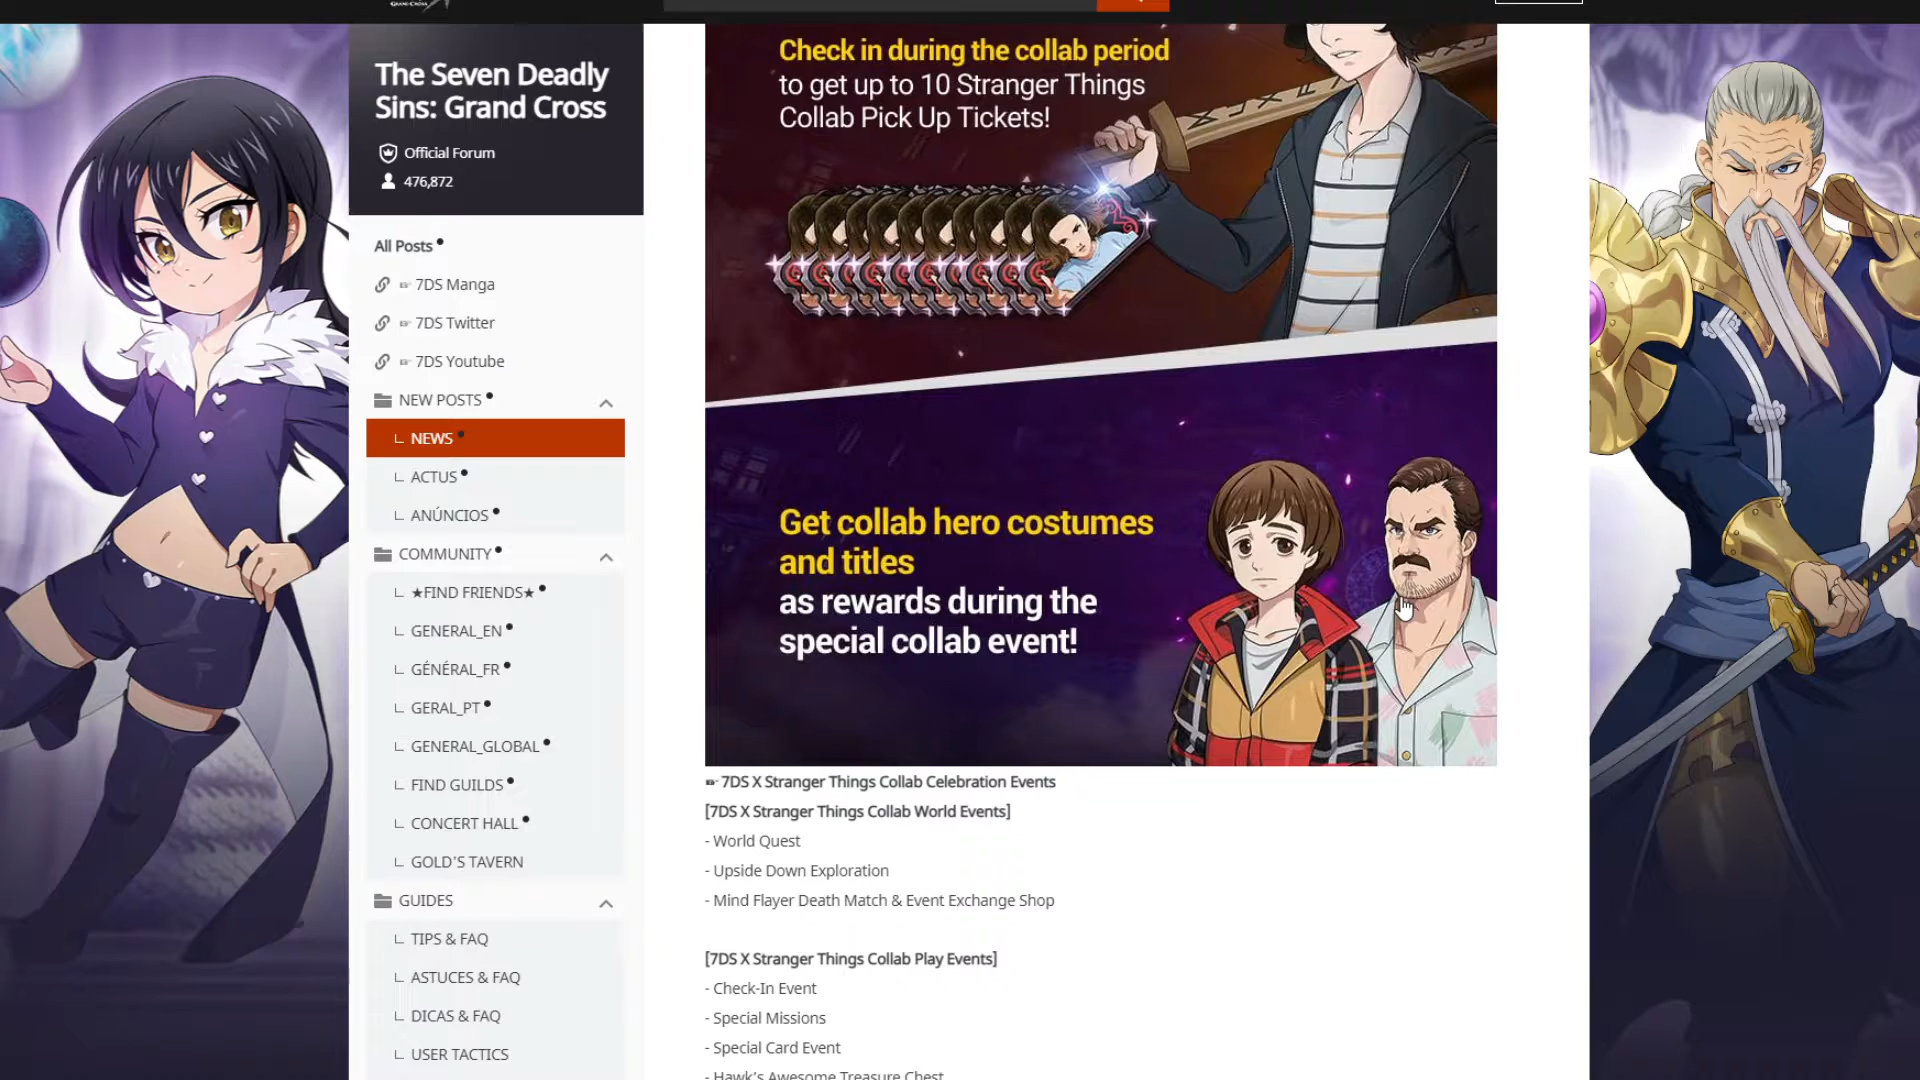 The Seven Deadly
Sins: Grand Cross
Official Forum
476,872
All Posts
7DS Manga
7DS Twitter
7DS Youtube
NEW POSTS
NEWS
ACTUS
ANÚNCIOS
COMMUNITY
★FIND FRIENDS★
GENERAL_EN
GÉNÉRAL_FR
GERAL_PT
GENERAL_GLOBAL
FIND GUILDS
CONCERT HALL
GOLD'S TAVERN
GUIDES
TIPS & FAQ
ASTUCES & FAQ
DICAS & FAQ
USER TACTICS
Check in during the collab period
to get up to 10 Stranger Things
Collab Pick Up Tickets!
Get collab hero costumes
and titles
as rewards during the
special collab event!
☞ 7DS X Stranger Things Collab Celebration Events
[7DS X Stranger Things Collab World Events]
- World Quest
- Upside Down Exploration
- Mind Flayer Death Match & Event Exchange Shop
[7DS X Stranger Things Collab Play Events]
- Check-In Event
- Special Missions
- Special Card Event
- Hawk's Awesome Treasure Chest